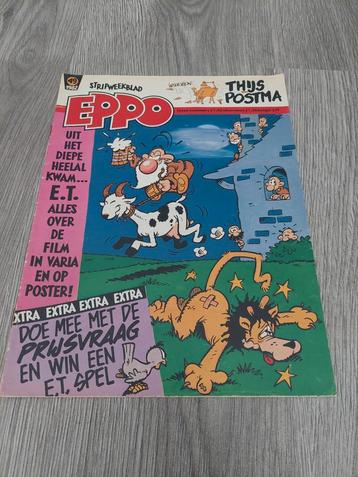 STRIPWEEKBLAD
EPPO
THIJS
POSTMA
UIT
HET
DIEPE
HEELAL
KWAM...
E.T.
ALLES
OVER
DE
FILM
IN VARIA
EN OP
POSTER!
XTRA EXTRA EXTRA EXTRA
DOE MEE MET DE
PRIJSVRAAG
EN WIN EEN
E.T. SPEL